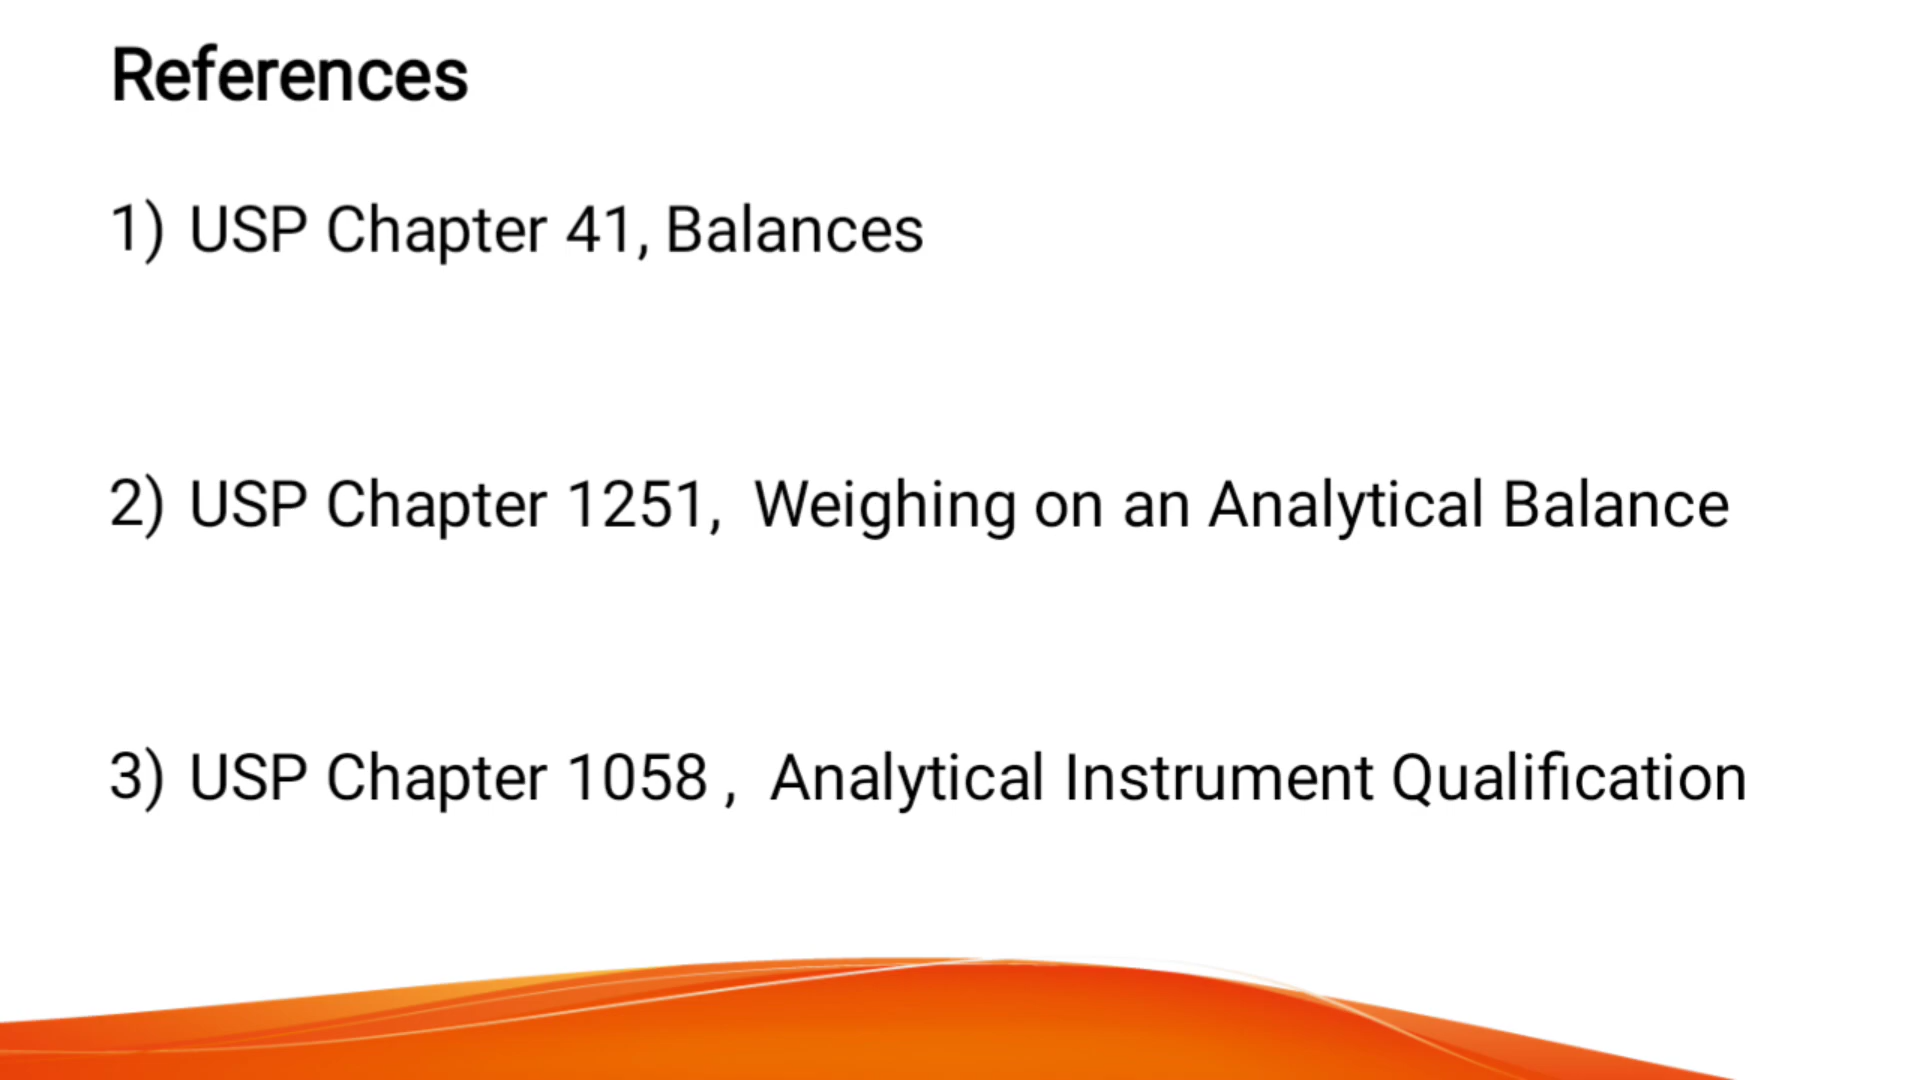 References
1) USP Chapter 41, Balances
2) USP Chapter 1251,  Weighing on an Analytical Balance
3) USP Chapter 1058 ,  Analytical Instrument Qualification